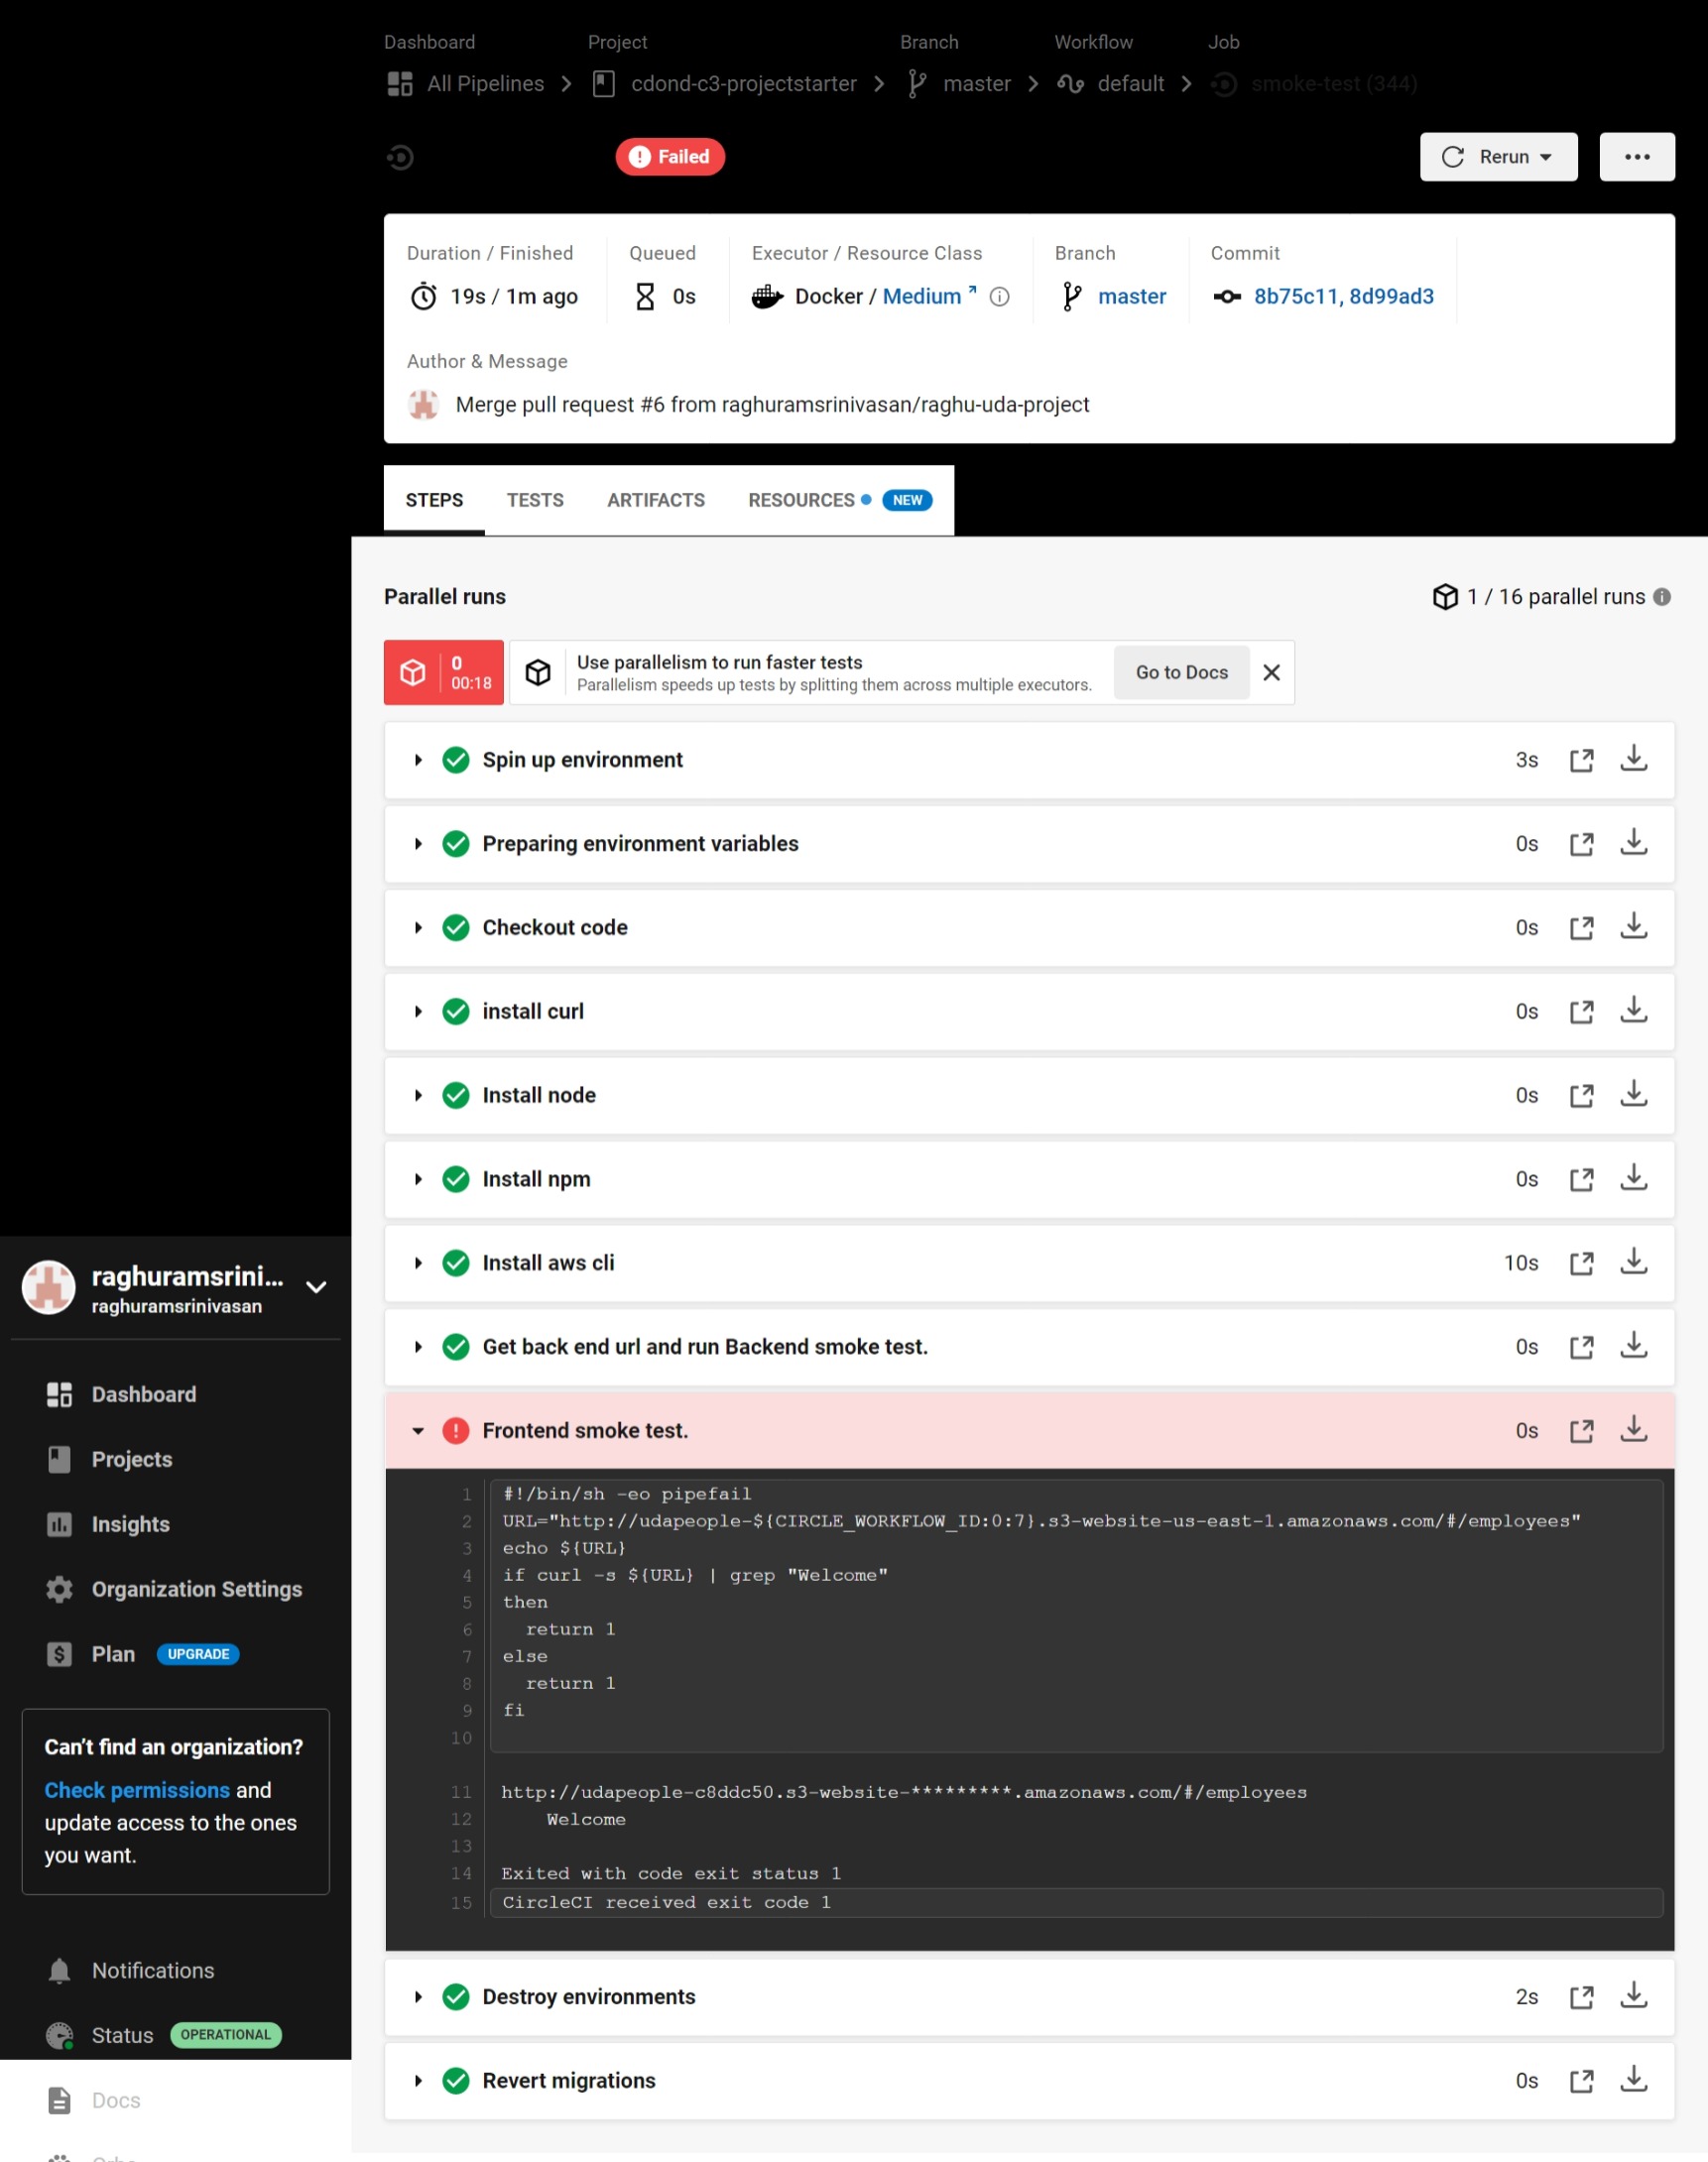 Dashboard Project Branch Workflow Job
All Pipelines cdond-c3-projectstarter master default smoke-test (344)
Failed
Rerun
Duration / Finished Queued Executor / Resource Class Branch Commit
19s / 1m ago 0s Docker / Medium master 8b75c11, 8d99ad3
Author & Message
Merge pull request #6 from raghuramsrinivasan/raghu-uda-project
STEPS TESTS ARTIFACTS RESOURCES NEW
Parallel runs 1 / 16 parallel runs
0
00:18
Use parallelism to run faster tests
Parallelism speeds up tests by splitting them across multiple executors.
Go to Docs
Spin up environment 3s
Preparing environment variables 0s
Checkout code 0s
install curl 0s
Install node 0s
Install npm 0s
Install aws cli 10s
Get back end url and run Backend smoke test. 0s
Frontend smoke test. 0s
1 #!/bin/sh -eo pipefail
2 URL="http://udapeople-${CIRCLE_WORKFLOW_ID:0:7}.s3-website-us-east-1.amazonaws.com/#/employees"
3 echo ${URL}
4 if curl -s ${URL} | grep "Welcome"
5 then
6 return 1
7 else
8 return 1
9 fi
10
11 http://udapeople-c8ddc50.s3-website-*********.amazonaws.com/#/employees
12 Welcome
13
14 Exited with code exit status 1
15 CircleCI received exit code 1
Destroy environments 2s
Revert migrations 0s
raghuramsrini...
raghuramsrinivasan
Dashboard
Projects
Insights
Organization Settings
Plan UPGRADE
Can't find an organization?
Check permissions and
update access to the ones
you want.
Notifications
Status OPERATIONAL
Docs